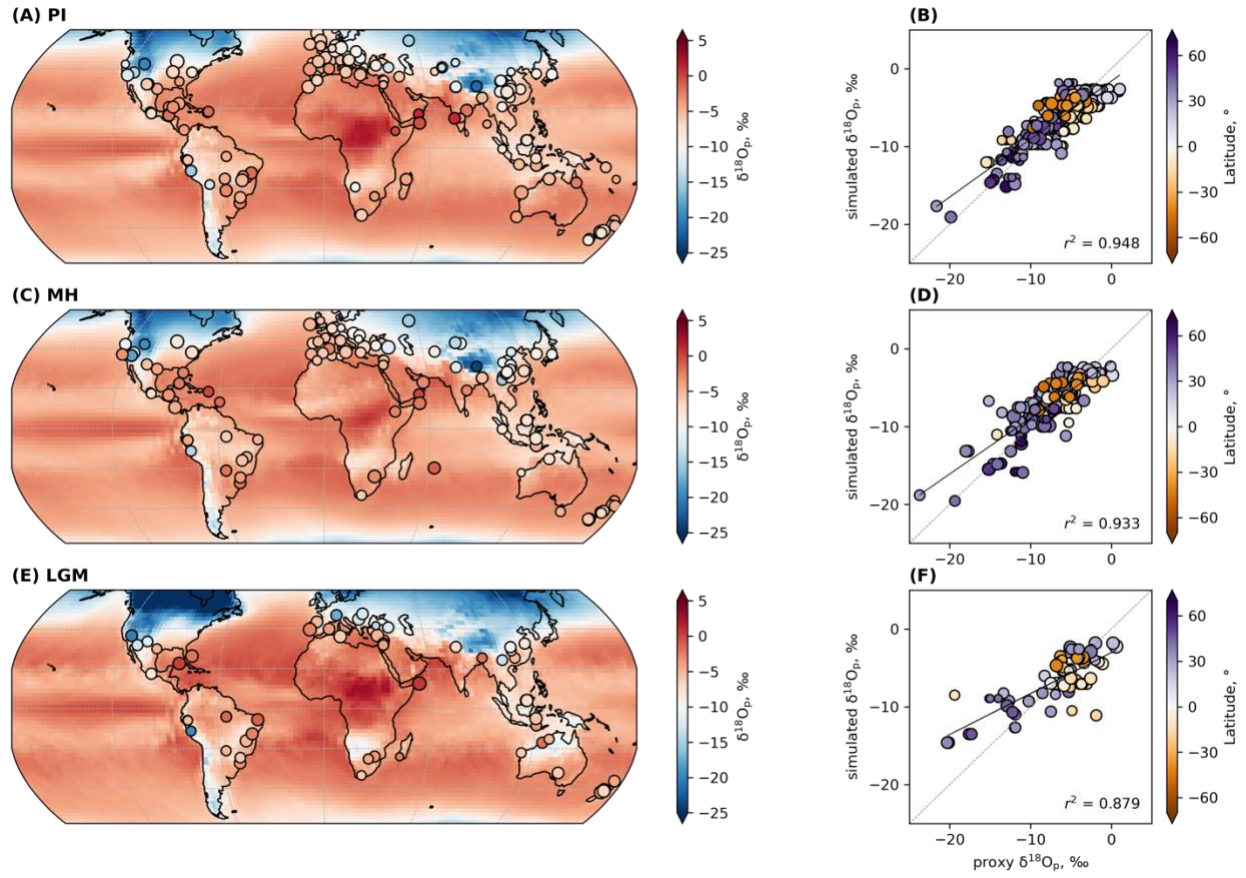 (A) PI
(B)
5
0
−5
−10
−15
−20
−25
δ¹⁸Oₚ, ‰
0
−10
−20
simulated δ¹⁸Oₚ, ‰
r² = 0.948
−20
−10
0
60
30
0
−30
−60
Latitude, °
(C) MH
(D)
5
0
−5
−10
−15
−20
−25
δ¹⁸Oₚ, ‰
0
−10
−20
simulated δ¹⁸Oₚ, ‰
r² = 0.933
−20
−10
0
60
30
0
−30
−60
Latitude, °
(E) LGM
(F)
5
0
−5
−10
−15
−20
−25
δ¹⁸Oₚ, ‰
0
−10
−20
simulated δ¹⁸Oₚ, ‰
r² = 0.879
−20
−10
0
proxy δ¹⁸Oₚ, ‰
60
30
0
−30
−60
Latitude, °